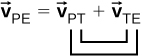 v⃗PE = v⃗PT + v⃗TE